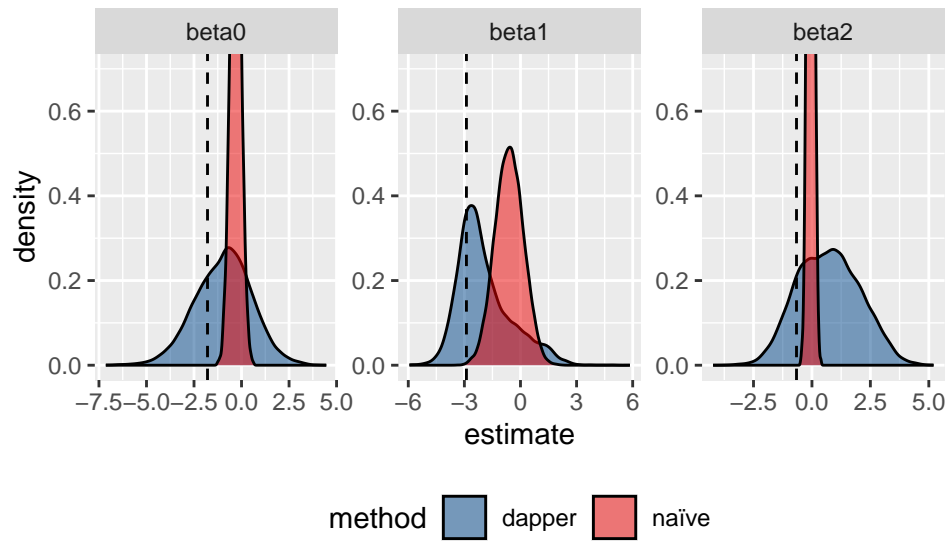 beta0 beta1 beta2
0.6 0.6 0.6
0.4 0.4 0.4
0.2 0.2 0.2
0.0 0.0 0.0
density
−7.5 −5.0 −2.5 0.0 2.5 5.0 −6 −3 0 3 6 −2.5 0.0 2.5 5.0
estimate
method dapper naïve